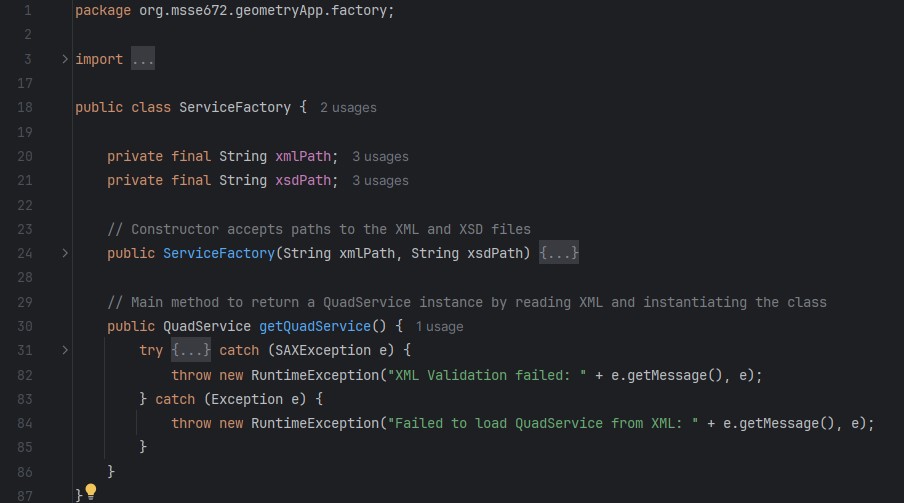 1 package org.msse672.geometryApp.factory;
2
3 import ...
17
18 public class ServiceFactory { 2 usages
19
20 private final String xmlPath; 3 usages
21 private final String xsdPath; 3 usages
22
23 // Constructor accepts paths to the XML and XSD files
24 public ServiceFactory(String xmlPath, String xsdPath) {...}
28
29 // Main method to return a QuadService instance by reading XML and instantiating the class
30 public QuadService getQuadService() { 1 usage
31 try {...} catch (SAXException e) {
82 throw new RuntimeException("XML Validation failed: " + e.getMessage(), e);
83 } catch (Exception e) {
84 throw new RuntimeException("Failed to load QuadService from XML: " + e.getMessage(), e);
85 }
86 }
87 }